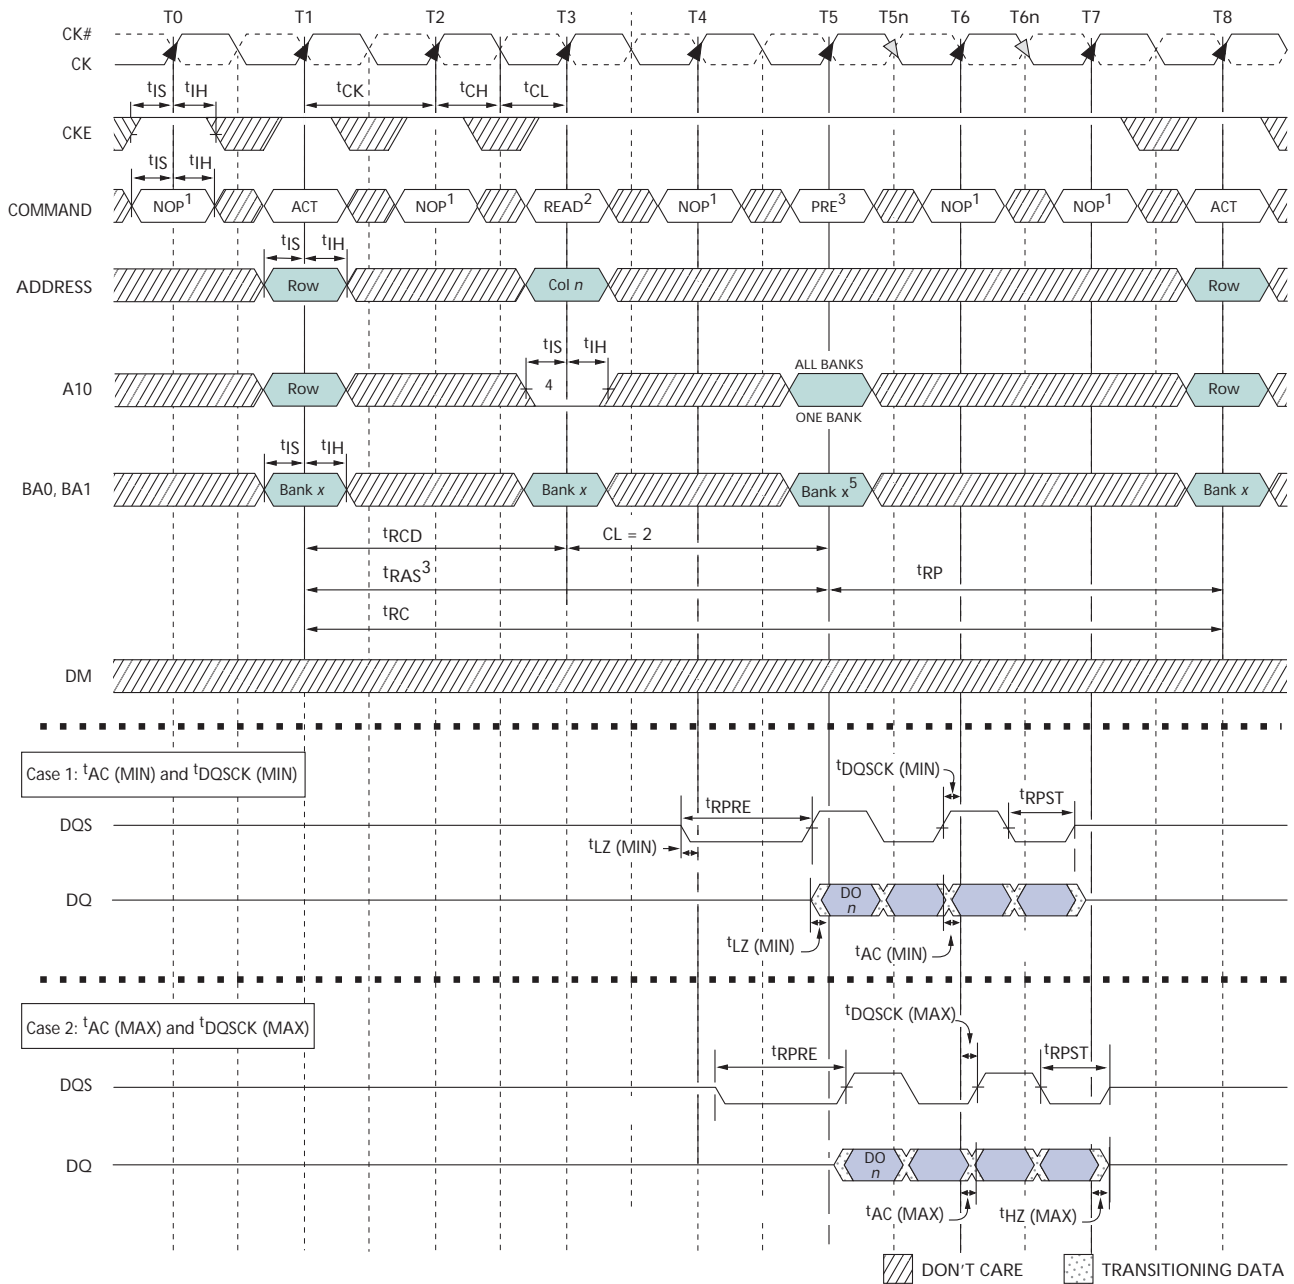 T0 T1 T2 T3 T4 T5 T5n T6 T6n T7 T8
CK#
CK
tIS tIH tCK tCH tCL
CKE
tIS tIH
COMMAND NOP1 ACT NOP1 READ2 NOP1 PRE3 NOP1 NOP1 ACT
tIS tIH
ADDRESS Row Col n Row
tIS tIH ALL BANKS
A10 Row 4 Row
ONE BANK
tIS tIH
BA0, BA1 Bank x Bank x Bank x5 Bank x
tRCD CL = 2
tRAS3 tRP
tRC
DM
Case 1: tAC (MIN) and tDQSCK (MIN)
tDQSCK (MIN)
tRPRE tRPST
DQS
tLZ (MIN)
DQ DO n
tLZ (MIN) tAC (MIN)
Case 2: tAC (MAX) and tDQSCK (MAX)
tDQSCK (MAX)
tRPRE tRPST
DQS
DQ DO n
tAC (MAX) tHZ (MAX)
DON'T CARE TRANSITIONING DATA